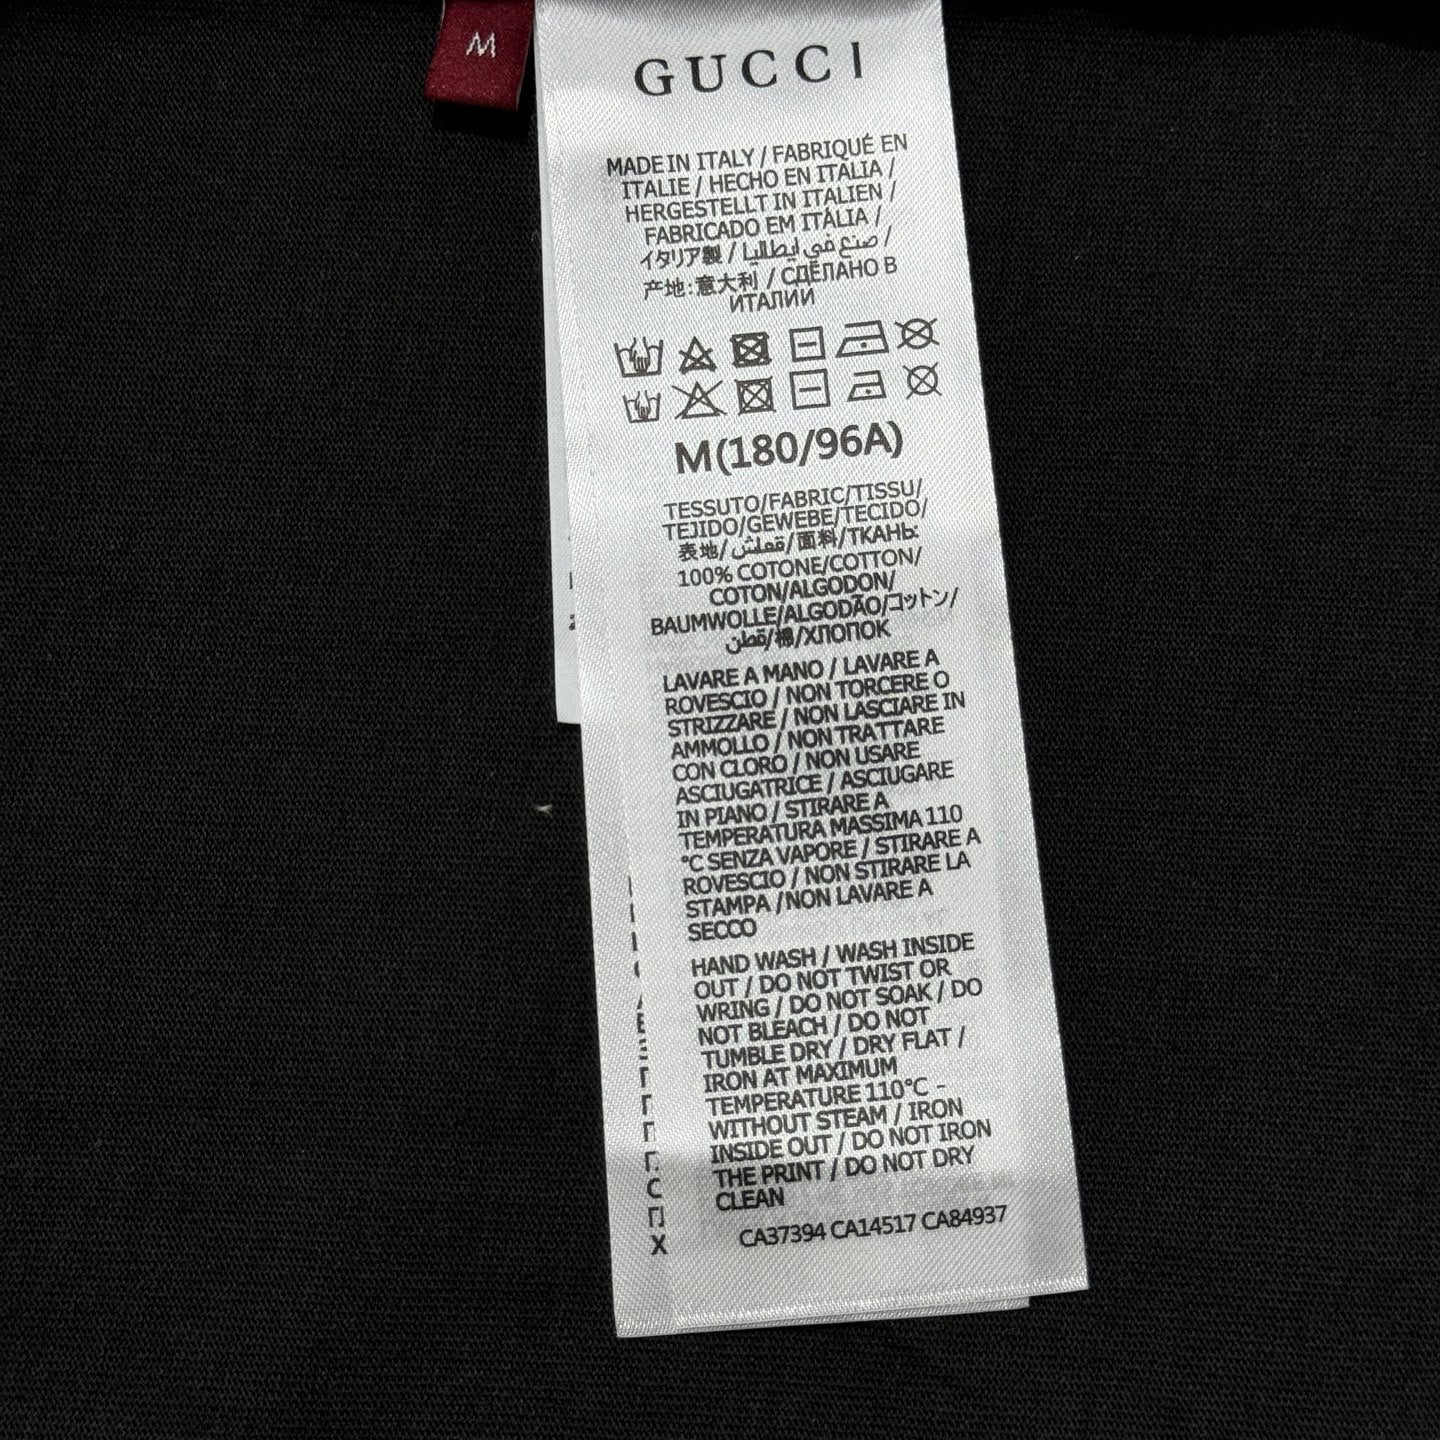 M
GUCCI
MADE IN ITALY / FABRIQUÉ EN
ITALIE / HECHO EN ITALIA /
HERGESTELLT IN ITALIEN /
FABRICADO EM ITÁLIA /
イタリア製 / صنع في إيطاليا /
产地:意大利 / СДЕЛАНО В
ИТАЛИИ
M(180/96A)
TESSUTO/FABRIC/TISSU/
TEJIDO/GEWEBE/TECIDO/
表地/قماش/面料/ТКАНЬ:
100% COTONE/COTTON/
COTON/ALGODON/
BAUMWOLLE/ALGODÃO/コットン/
قطن/棉/ХЛОПОК
LAVARE A MANO / LAVARE A
ROVESCIO / NON TORCERE O
STRIZZARE / NON LASCIARE IN
AMMOLLO / NON TRATTARE
CON CLORO / NON USARE
ASCIUGATRICE / ASCIUGARE
IN PIANO / STIRARE A
TEMPERATURA MASSIMA 110
°C SENZA VAPORE / STIRARE A
ROVESCIO / NON STIRARE LA
STAMPA /NON LAVARE A
SECCO
HAND WASH / WASH INSIDE
OUT / DO NOT TWIST OR
WRING / DO NOT SOAK / DO
NOT BLEACH / DO NOT
TUMBLE DRY / DRY FLAT /
IRON AT MAXIMUM
TEMPERATURE 110°C -
WITHOUT STEAM / IRON
INSIDE OUT / DO NOT IRON
THE PRINT / DO NOT DRY
CLEAN
CA37394 CA14517 CA84937